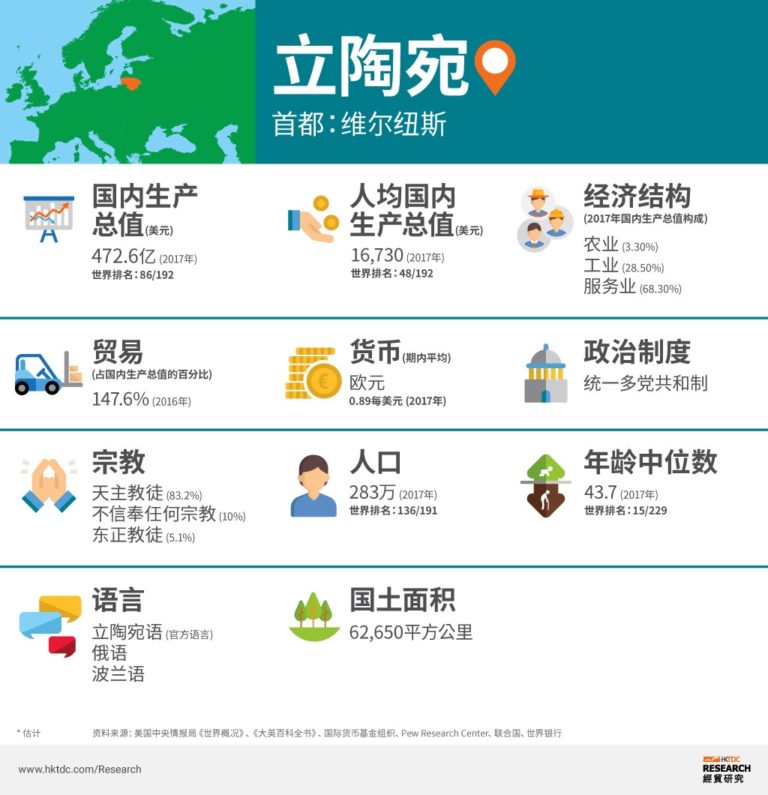 立陶宛
首都：维尔纽斯
国内生产
总值(美元)
472.6亿 (2017年)
世界排名：86/192
人均国内
生产总值(美元)
16,730 (2017年)
世界排名：48/192
经济结构
(2017年国内生产总值构成)
农业 (3.30%)
工业 (28.50%)
服务业 (68.30%)
贸易
(占国内生产总值的百分比)
147.6% (2016年)
货币 (期内平均)
欧元
0.89每美元 (2017年)
政治制度
统一多党共和制
宗教
天主教徒 (83.2%)
不信奉任何宗教 (10%)
东正教徒 (5.1%)
人口
283万 (2017年)
世界排名：136/191
年龄中位数
43.7 (2017年)
世界排名：15/229
语言
立陶宛语 (官方语言)
俄语
波兰语
国土面积
62,650平方公里
* 估计
资料来源：美国中央情报局《世界概况》、《大英百科全书》、国际货币基金组织、Pew Research Center、联合国、世界银行
www.hktdc.com/Research
HKTDC
RESEARCH
經貿研究